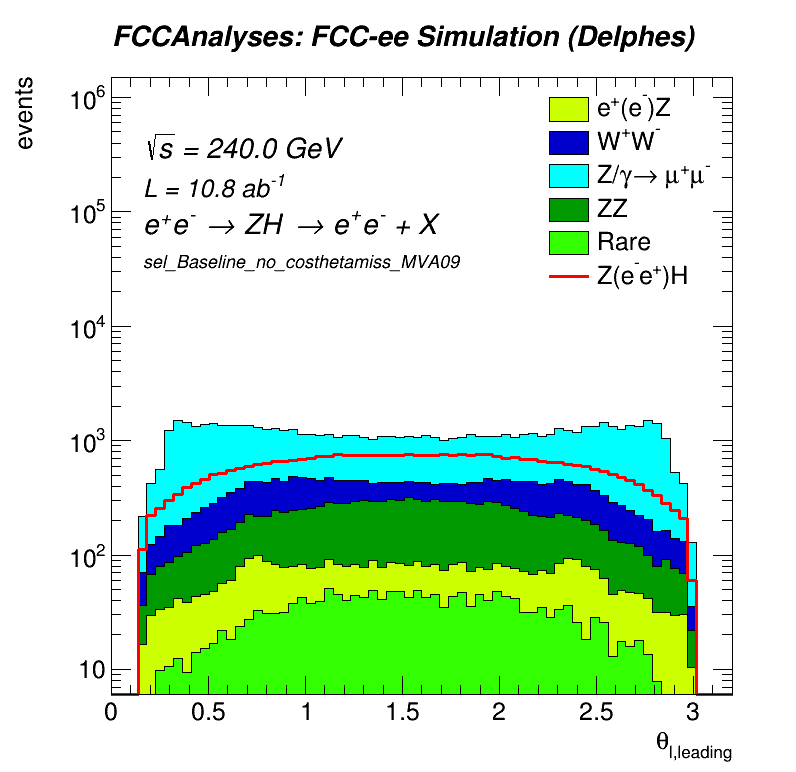 FCCAnalyses: FCC-ee Simulation (Delphes)
events
10⁶
10⁵
10⁴
10³
10²
10
√s = 240.0 GeV
L = 10.8 ab⁻¹
e⁺e⁻ → ZH → e⁺e⁻ + X
sel_Baseline_no_costhetamiss_MVA09
e⁺(e⁻)Z
W⁺W⁻
Z/γ→ μ⁺μ⁻
ZZ
Rare
Z(e⁻e⁺)H
0 0.5 1 1.5 2 2.5 3
θ_l,leading